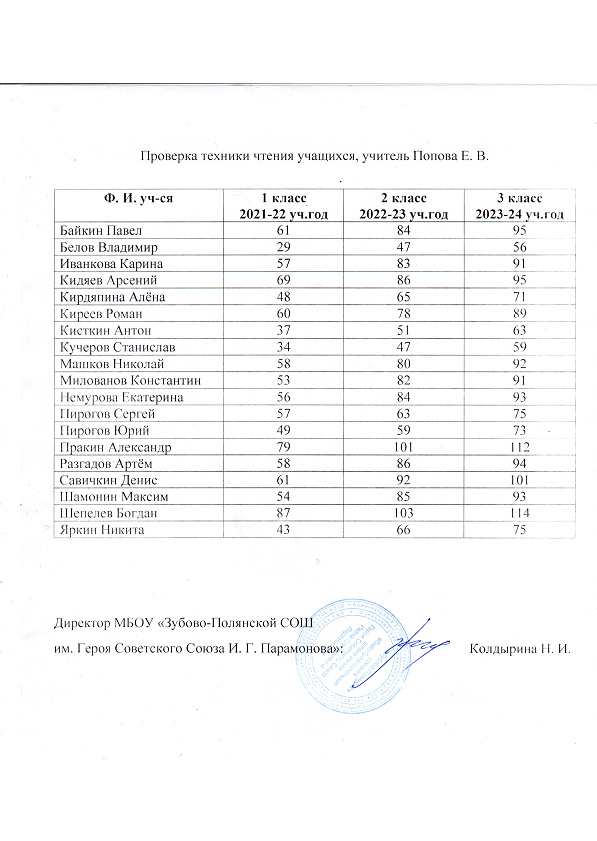 Проверка техники чтения учащихся, учитель Попова Е. В.
Ф. И. уч-ся 1 класс 2 класс 3 класс
2021-22 уч.год 2022-23 уч.год 2023-24 уч.год
Байкин Павел 61 84 95
Белов Владимир 29 47 56
Иванкова Карина 57 83 91
Кидяев Арсений 69 86 95
Кирдяпина Алёна 48 65 71
Киреев Роман 60 78 89
Кисткин Антон 37 51 63
Кучеров Станислав 34 47 59
Машков Николай 58 80 92
Милованов Константин 53 82 91
Немурова Екатерина 56 84 93
Пирогов Сергей 57 63 75
Пирогов Юрий 49 59 73
Пракин Александр 79 101 112
Разгадов Артём 58 86 94
Савичкин Денис 61 92 101
Шамонин Максим 54 85 93
Шепелев Богдан 87 103 114
Яркин Никита 43 66 75
Директор МБОУ «Зубово-Полянской СОШ
им. Героя Советского Союза И. Г. Парамонова»: Колдырина Н. И.